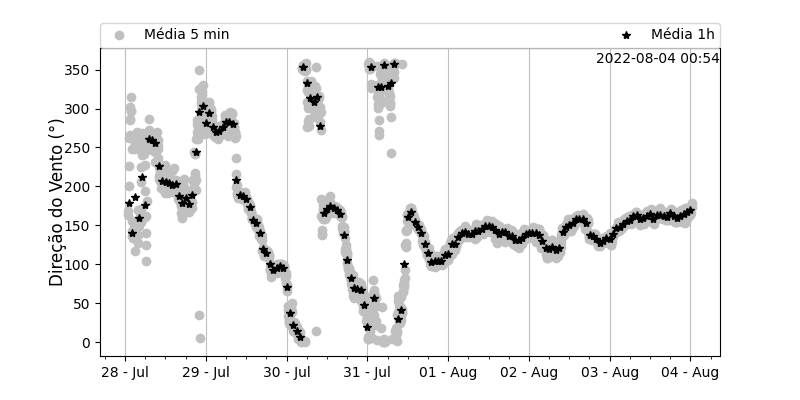 Média 5 min
Média 1h
2022-08-04 00:54
Direção do Vento (°)
350
300
250
200
150
100
50
0
28 - Jul
29 - Jul
30 - Jul
31 - Jul
01 - Aug
02 - Aug
03 - Aug
04 - Aug